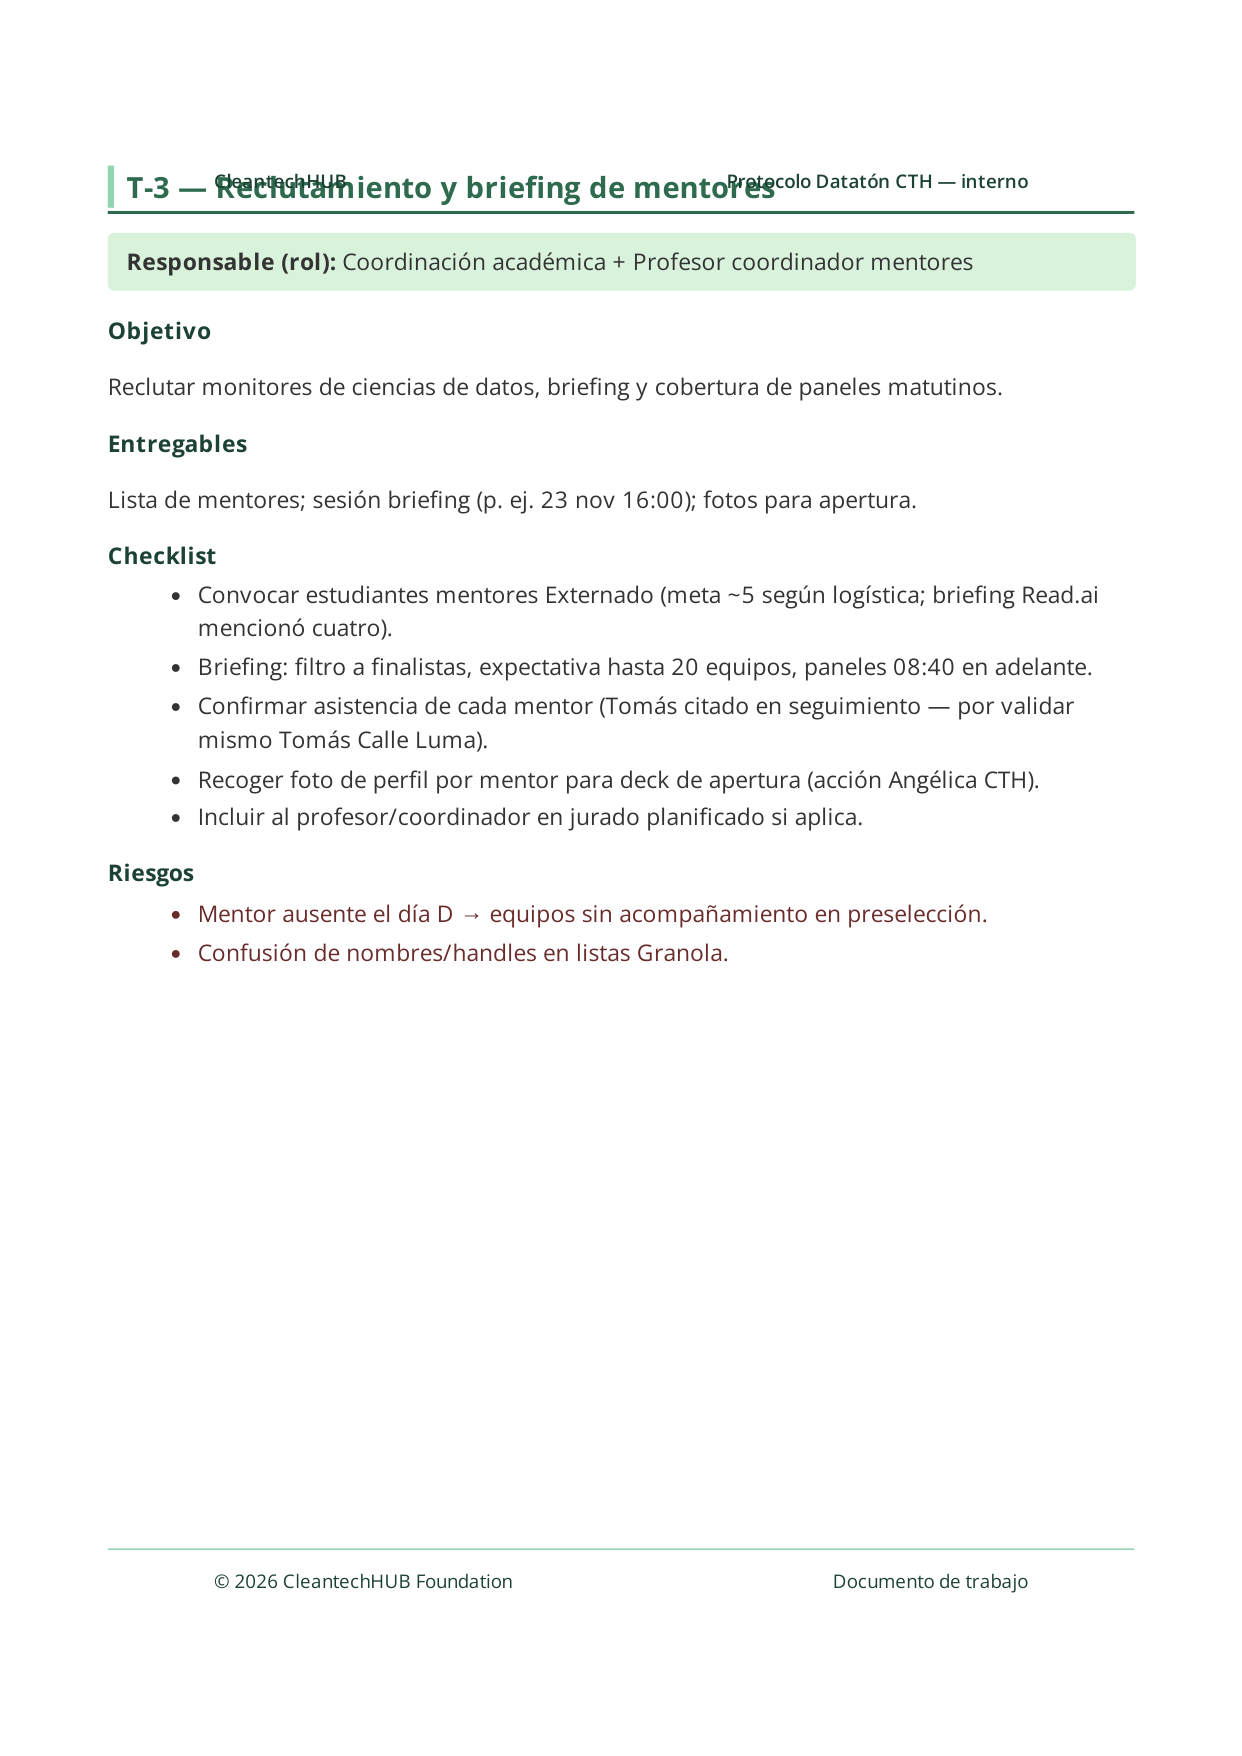 CleantechHUB
Protocolo Datatón CTH — interno
T-3 — Reclutamiento y briefing de mentores
Responsable (rol): Coordinación académica + Profesor coordinador mentores
Objetivo
Reclutar monitores de ciencias de datos, briefing y cobertura de paneles matutinos.
Entregables
Lista de mentores; sesión briefing (p. ej. 23 nov 16:00); fotos para apertura.
Checklist
• Convocar estudiantes mentores Externado (meta ~5 según logística; briefing Read.ai
mencionó cuatro).
• Briefing: filtro a finalistas, expectativa hasta 20 equipos, paneles 08:40 en adelante.
• Confirmar asistencia de cada mentor (Tomás citado en seguimiento — por validar
mismo Tomás Calle Luma).
• Recoger foto de perfil por mentor para deck de apertura (acción Angélica CTH).
• Incluir al profesor/coordinador en jurado planificado si aplica.
Riesgos
• Mentor ausente el día D → equipos sin acompañamiento en preselección.
• Confusión de nombres/handles en listas Granola.
© 2026 CleantechHUB Foundation
Documento de trabajo